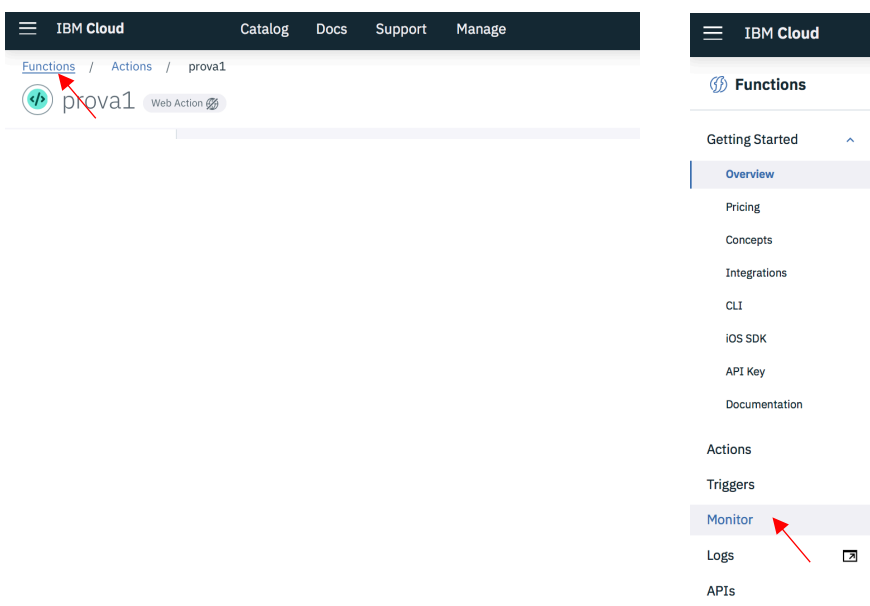 IBM Cloud Catalog Docs Support Manage
Functions / Actions / prova1
prova1 Web Action
IBM Cloud
Functions
Getting Started
Overview
Pricing
Concepts
Integrations
CLI
iOS SDK
API Key
Documentation
Actions
Triggers
Monitor
Logs
APIs